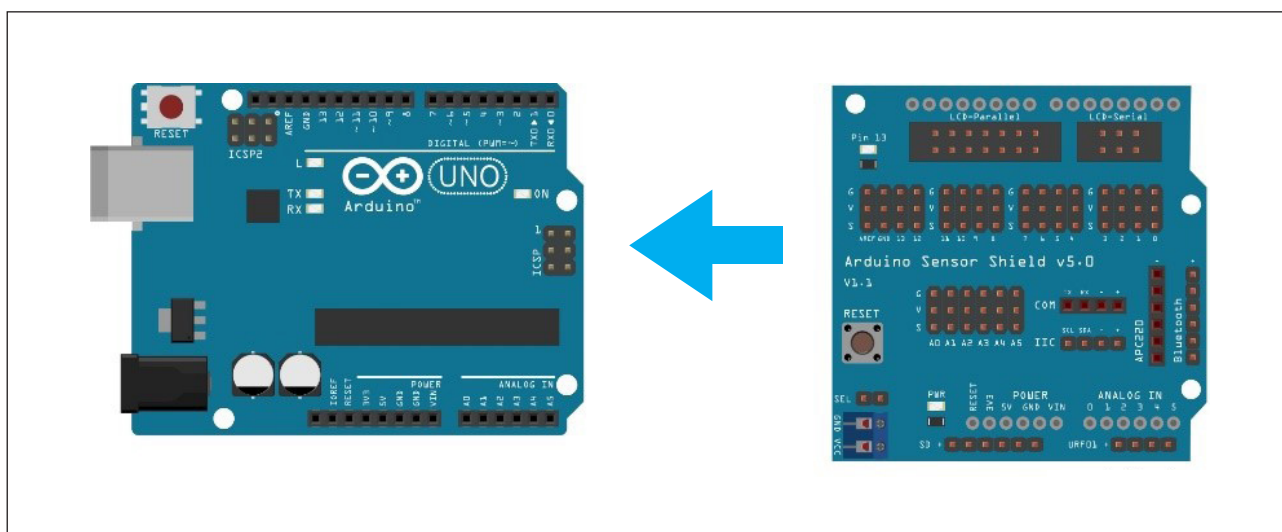 RESET
ICSP2
AREF
GND
13
12
~11
~10
~9
8
7
~6
~5
4
~3
2
TXD▶1
RXD◀0
DIGITAL (PWM=~)
L
TX
RX
Arduino™
UNO
ON
1
ICSP
IOREF
RESET
3V3
5V
GND
GND
VIN
POWER
ANALOG IN
A0
A1
A2
A3
A4
A5
LCD-Parallel
LCD-Serial
Pin 13
G
V
S
AREF GND 13 12
G
V
S
11 10 9 8
G
V
S
7 6 5 4
G
V
S
3 2 1 0
Arduino Sensor Shield v5.0
V1.1
RESET
G
V
S
A0 A1 A2 A3 A4 A5
TX RX - +
COM
SCL SDA - +
IIC
-
APC220
+
Bluetooth
SEL
GND
VCC
PWR
RESET
3V3
POWER
5V GND VIN
ANALOG IN
0 1 2 3 4 5
SD +
URF01 +